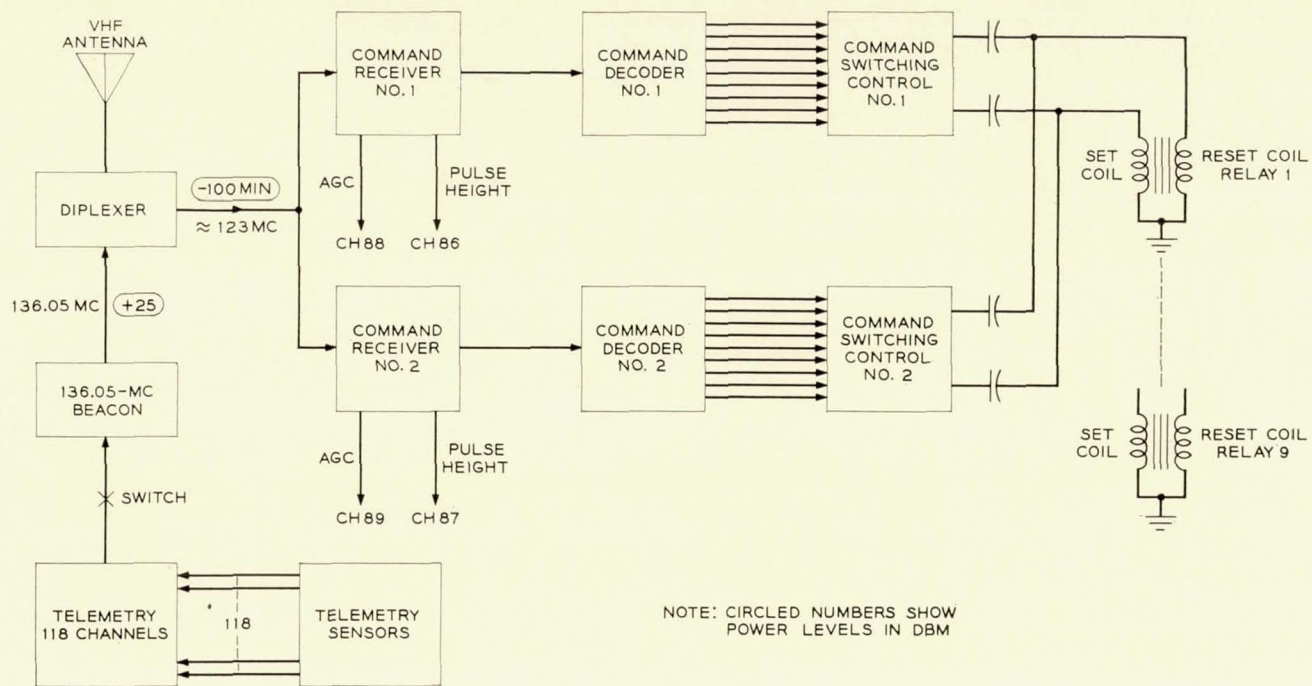 VHF
ANTENNA
DIPLEXER
-100 MIN
≈ 123 MC
136.05 MC
+25
136.05-MC
BEACON
SWITCH
TELEMETRY
118 CHANNELS
118
TELEMETRY
SENSORS
COMMAND
RECEIVER
NO. 1
AGC
PULSE
HEIGHT
CH 88
CH 86
COMMAND
DECODER
NO. 1
COMMAND
SWITCHING
CONTROL
NO. 1
SET
COIL
RESET COIL
RELAY 1
COMMAND
RECEIVER
NO. 2
AGC
PULSE
HEIGHT
CH 89
CH 87
COMMAND
DECODER
NO. 2
COMMAND
SWITCHING
CONTROL
NO. 2
SET
COIL
RESET COIL
RELAY 9
NOTE: CIRCLED NUMBERS SHOW
POWER LEVELS IN DBM